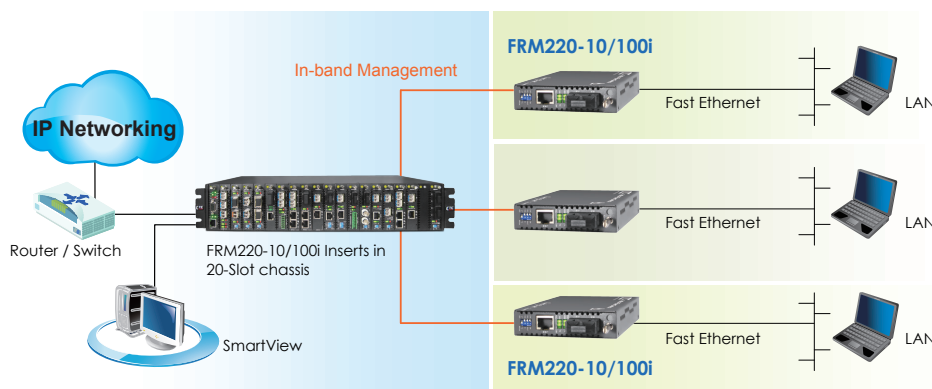 FRM220-10/100i
In-band Management
Fast Ethernet
LAN
IP Networking
Fast Ethernet
LAN
Router / Switch
FRM220-10/100i Inserts in
20-Slot chassis
SmartView
Fast Ethernet
LAN
FRM220-10/100i